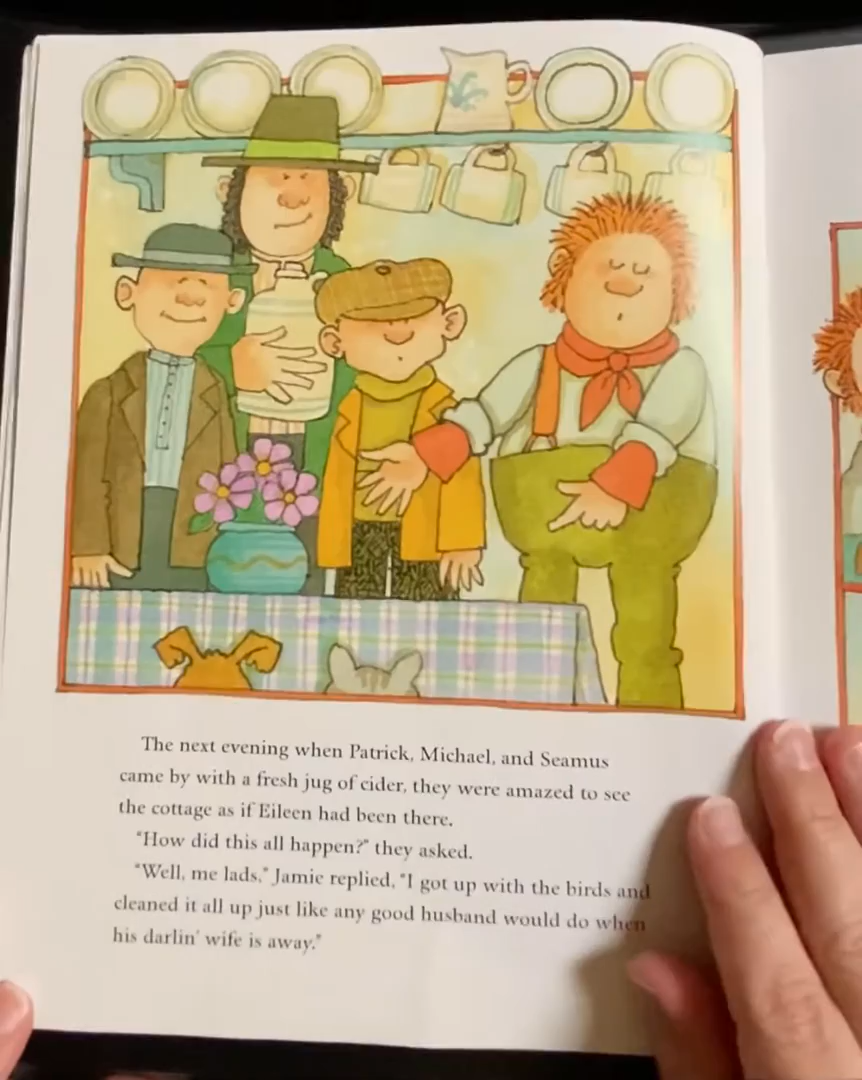 The next evening when Patrick, Michael, and Seamus
came by with a fresh jug of cider, they were amazed to see
the cottage as if Eileen had been there.
"How did this all happen?" they asked.
"Well, me lads," Jamie replied, "I got up with the birds and
cleaned it all up just like any good husband would do when
his darlin' wife is away."